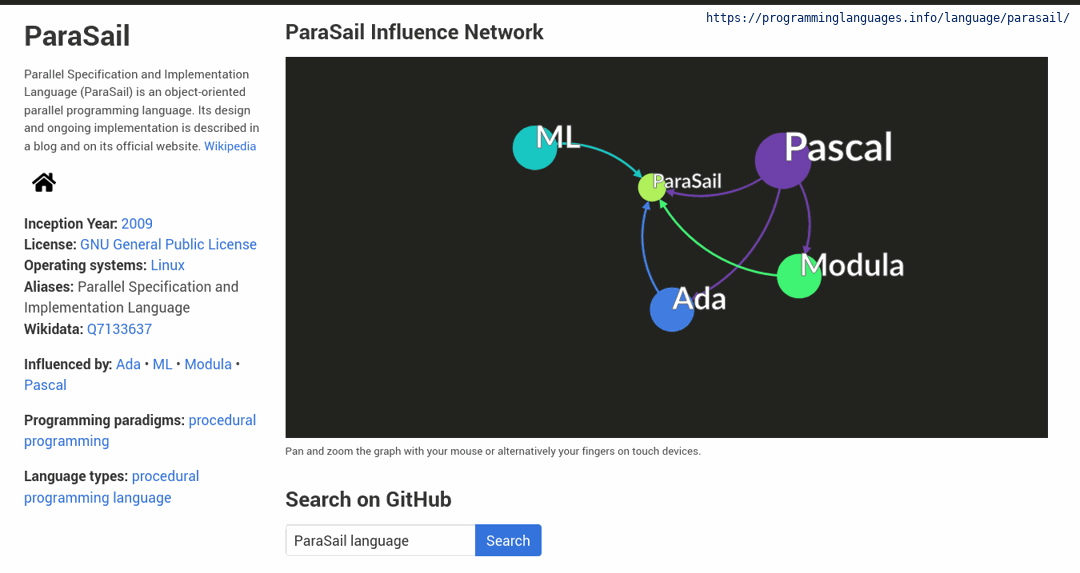 https://programminglanguages.info/language/parasail/
ParaSail
Parallel Specification and Implementation
Language (ParaSail) is an object-oriented
parallel programming language. Its design
and ongoing implementation is described in
a blog and on its official website. Wikipedia
Inception Year: 2009
License: GNU General Public License
Operating systems: Linux
Aliases: Parallel Specification and
Implementation Language
Wikidata: Q7133637
Influenced by: Ada • ML • Modula •
Pascal
Programming paradigms: procedural
programming
Language types: procedural
programming language
ParaSail Influence Network
ML
Pascal
ParaSail
Modula
Ada
Pan and zoom the graph with your mouse or alternatively your fingers on touch devices.
Search on GitHub
ParaSail language
Search